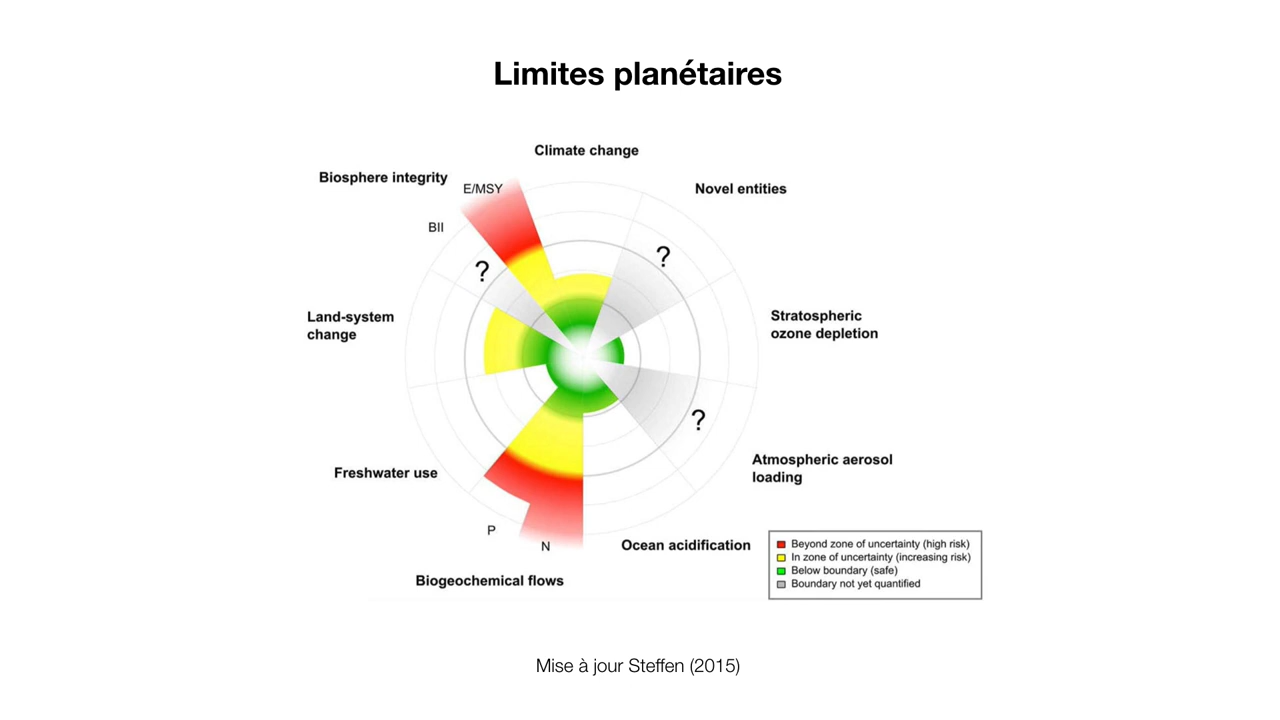 Limites planétaires
Climate change
Biosphere integrity
E/MSY
Novel entities
BII
?
?
Land-system
change
Stratospheric
ozone depletion
?
Freshwater use
Atmospheric aerosol
loading
P
N
Ocean acidification
Biogeochemical flows
Beyond zone of uncertainty (high risk)
In zone of uncertainty (increasing risk)
Below boundary (safe)
Boundary not yet quantified
Mise à jour Steffen (2015)